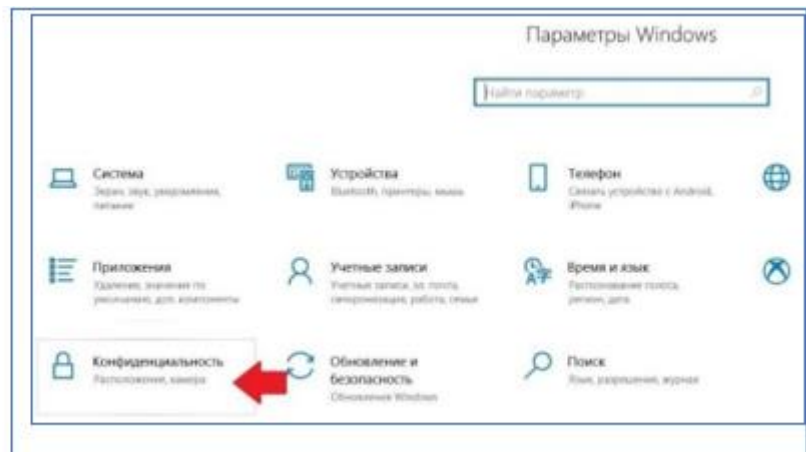 Параметры Windows
Найти параметр
Система
Экран, звук, уведомления,
питание
Устройства
Bluetooth, принтеры, мышь
Телефон
Связать устройство с Android,
iPhone
Приложения
Удаление, значения по
умолчанию, доп. компоненты
Учетные записи
Учетные записи, эл. почта,
синхронизация, работа, семья
Время и язык
Распознавание голоса,
регион, дата
Конфиденциальность
Расположение, камера
Обновление и
безопасность
Обновления Windows
Поиск
Язык, разрешения, журнал